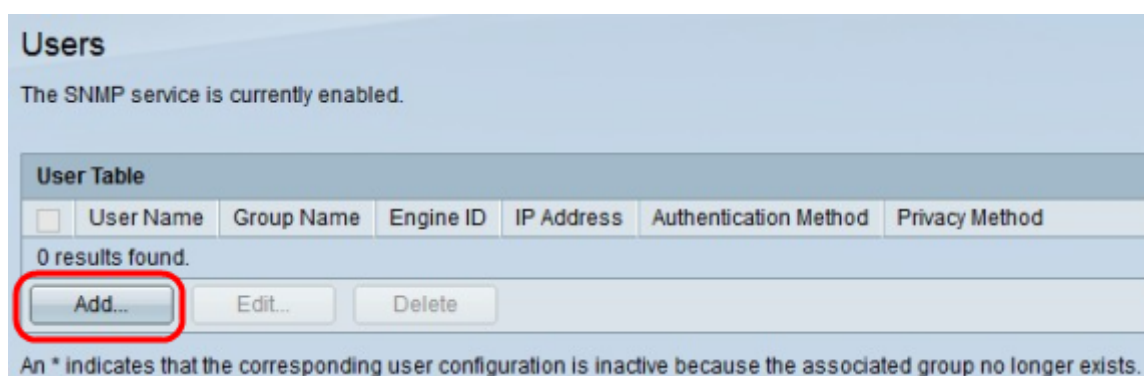 Users
The SNMP service is currently enabled.
User Table
User Name Group Name Engine ID IP Address Authentication Method Privacy Method
0 results found.
Add... Edit... Delete
An * indicates that the corresponding user configuration is inactive because the associated group no longer exists.